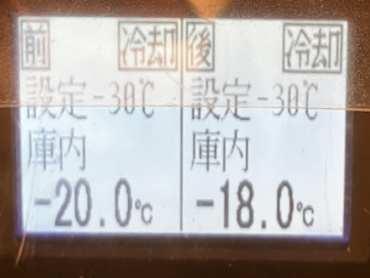 前 冷却
設定-30℃
庫内
-20.0℃
後 冷却
設定-30℃
庫内
-18.0℃